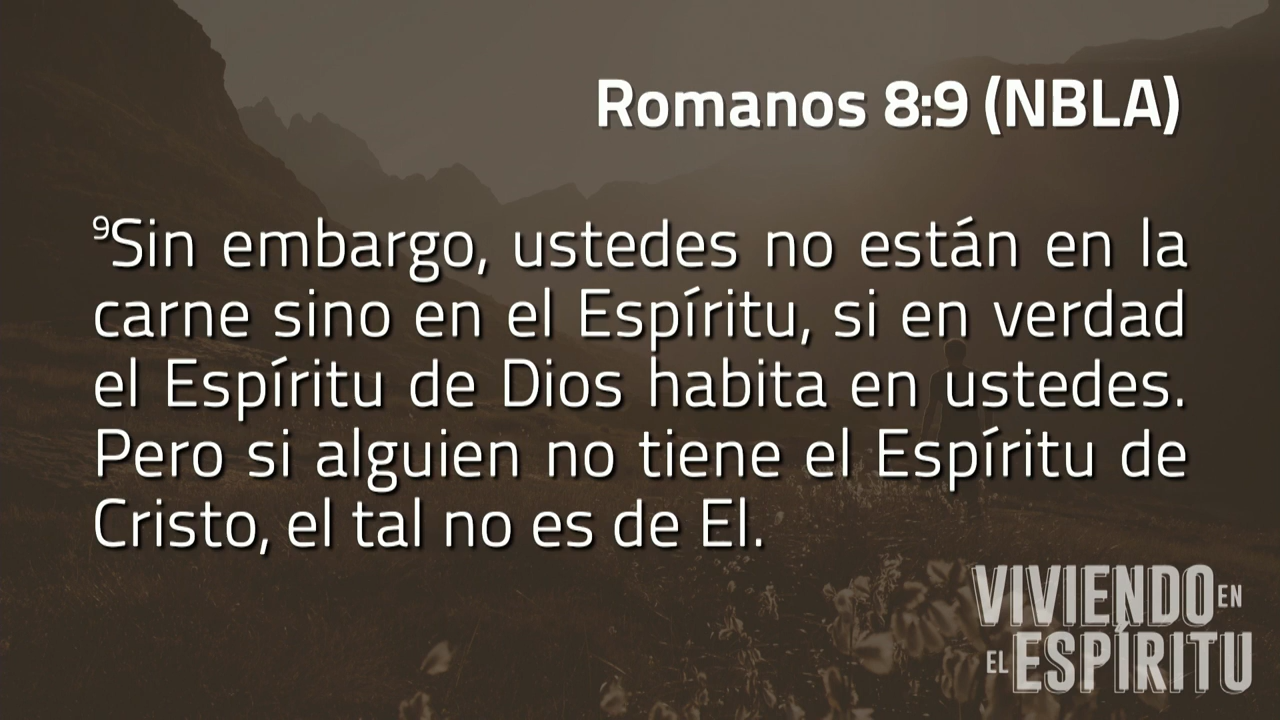 Romanos 8:9 (NBLA)
⁹Sin embargo, ustedes no están en la
carne sino en el Espíritu, si en verdad
el Espíritu de Dios habita en ustedes.
Pero si alguien no tiene el Espíritu de
Cristo, el tal no es de El.
VIVIENDO EN
EL ESPÍRITU